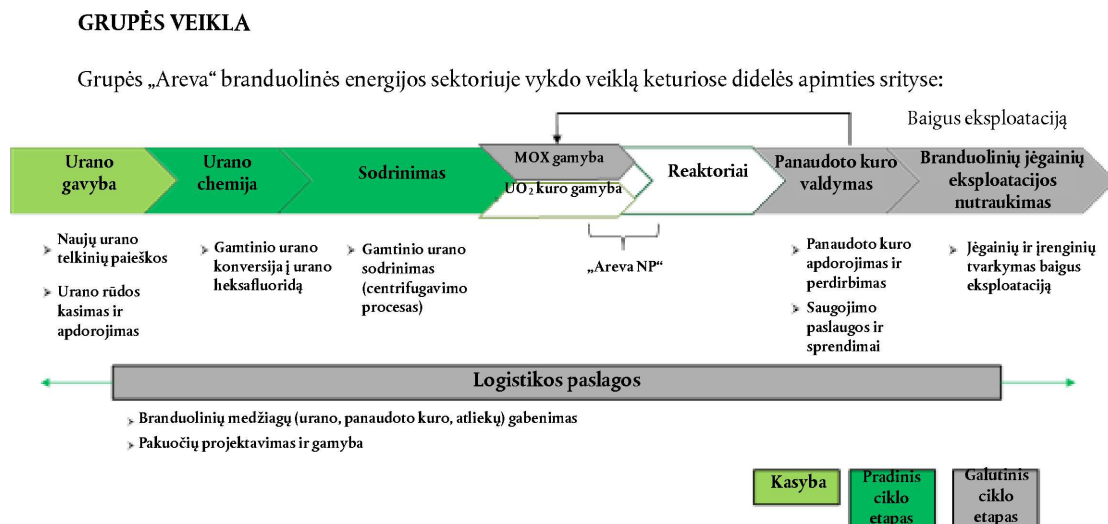 GRUPĖS VEIKLA
Grupės „Areva“ branduolinės energijos sektoriuje vykdo veiklą keturiose didelės apimties srityse:
Baigus eksploataciją
Urano
gavyba
Urano
chemija
Sodrinimas
MOX gamyba
UO₂ kuro gamyba
Reaktoriai
Panaudoto kuro
valdymas
Branduolinių jėgainių
eksploatacijos
nutraukimas
Naujų urano
telkinių paieškos
Urano rūdos
kasimas ir
apdorojimas
Gamtinio urano
konversija į urano
heksafluoridą
Gamtinio urano
sodrinimas
(centrifugavimo
procesas)
„Areva NP“
Panaudoto kuro
apdorojimas ir
perdirbimas
Saugojimo
paslaugos ir
sprendimai
Jėgainių ir įrenginių
tvarkymas baigus
eksploataciją
Logistikos paslagos
Branduolinių medžiagų (urano, panaudoto kuro, atliekų) gabenimas
Pakuočių projektavimas ir gamyba
Kasyba
Pradinis
ciklo
etapas
Galutinis
ciklo
etapas